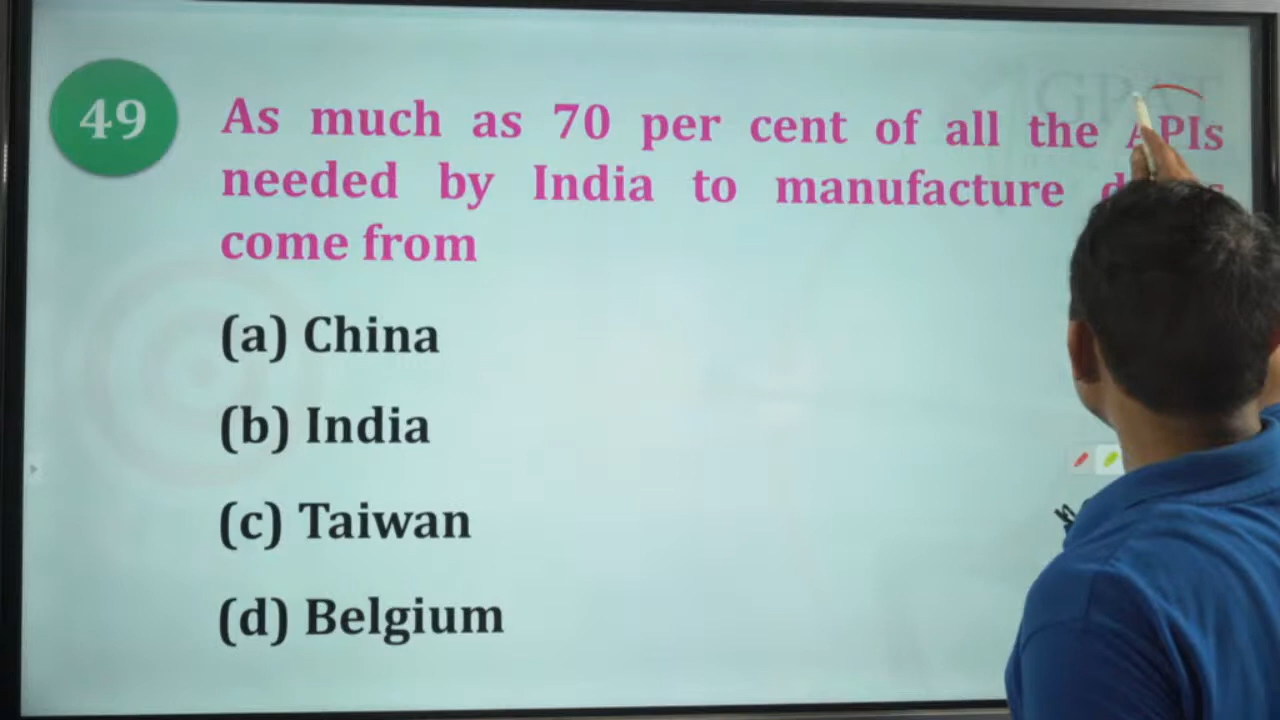 49
As much as 70 per cent of all the APIs
needed by India to manufacture
come from
(a) China
(b) India
(c) Taiwan
(d) Belgium